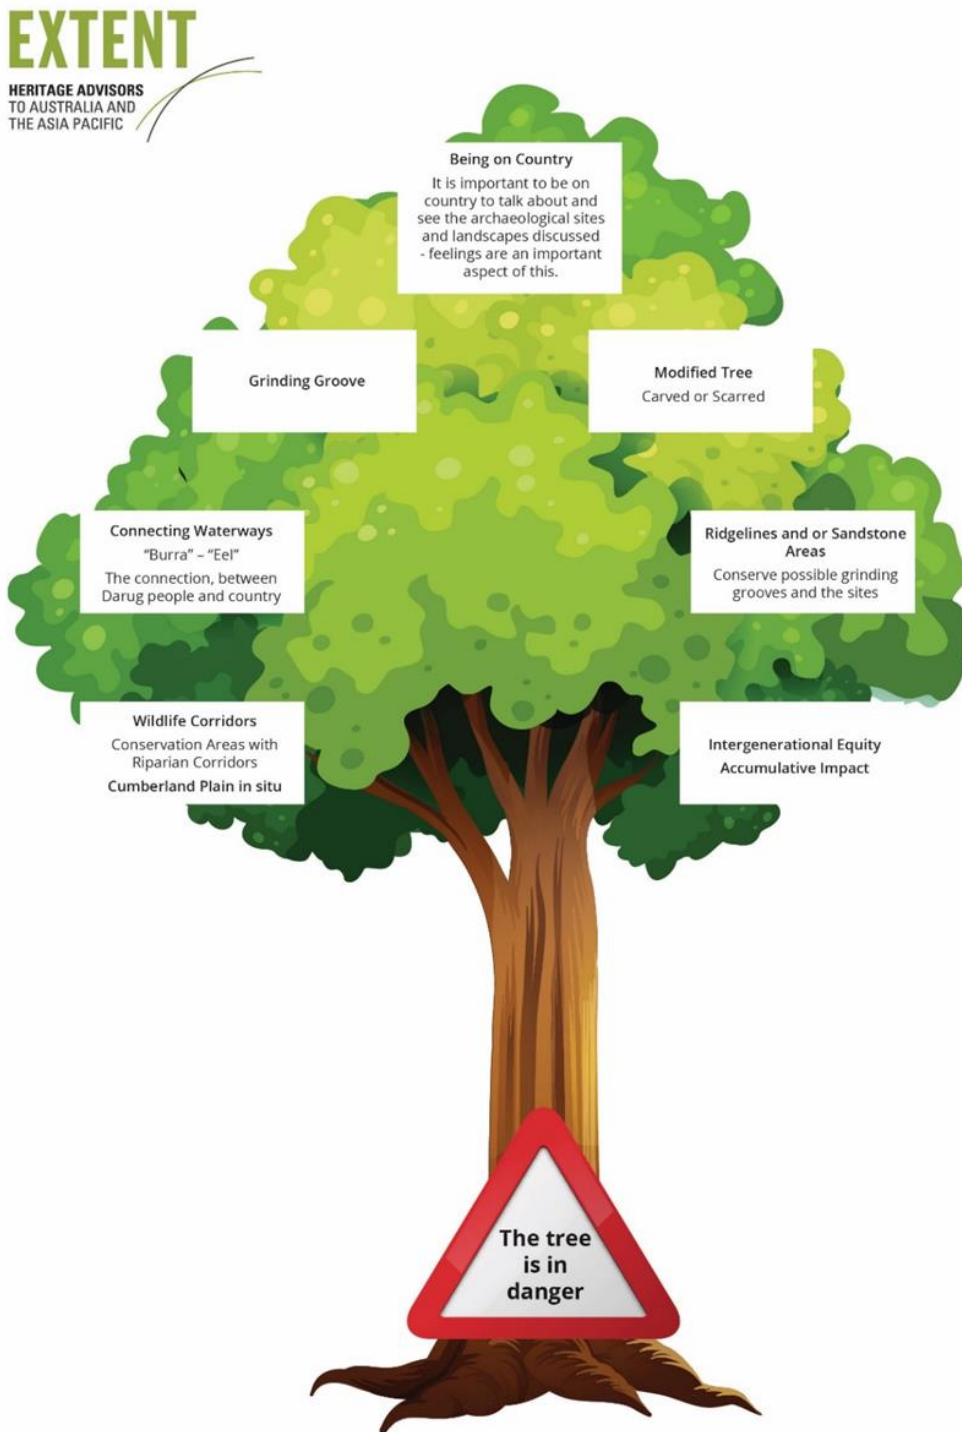 EXTENT
HERITAGE ADVISORS
TO AUSTRALIA AND
THE ASIA PACIFIC
Being on Country
It is important to be on
country to talk about and
see the archaeological sites
and landscapes discussed
- feelings are an important
aspect of this.
Grinding Groove
Modified Tree
Carved or Scarred
Connecting Waterways
“Burra” – “Eel”
The connection, between
Darug people and country
Ridgelines and or Sandstone
Areas
Conserve possible grinding
grooves and the sites
Wildlife Corridors
Conservation Areas with
Riparian Corridors
Cumberland Plain in situ
Intergenerational Equity
Accumulative Impact
The tree
is in
danger